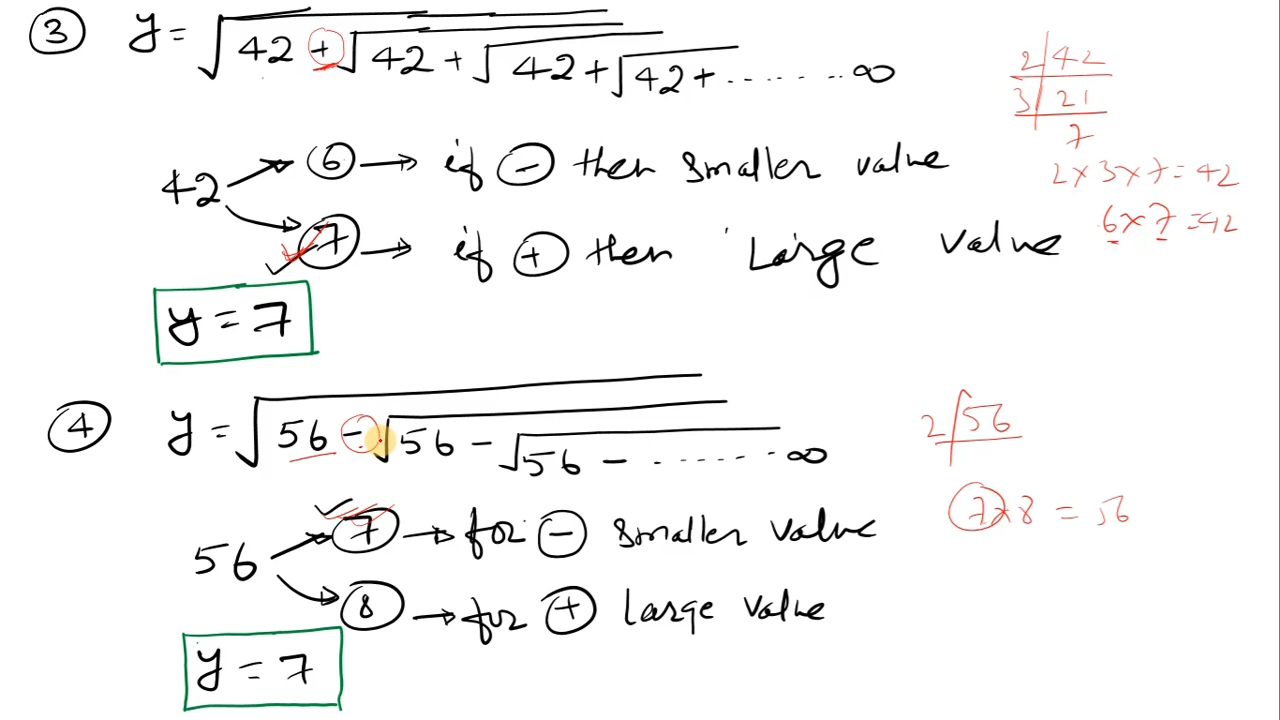 ③ y = √42 + √42 + √42 + √42 + ........ ∞
42 → ⑥ → if ⊖ then smaller value
→ ⑦ → if ⊕ then Large value
y = 7
2 | 42
3 | 21
7
2 × 3 × 7 = 42
6 × 7 = 42
④ y = √56 - √56 - √56 - ........ ∞
56 → ⑦ → for ⊖ smaller value
→ ⑧ → for ⊕ large value
y = 7
2 | 56
7 × 8 = 56